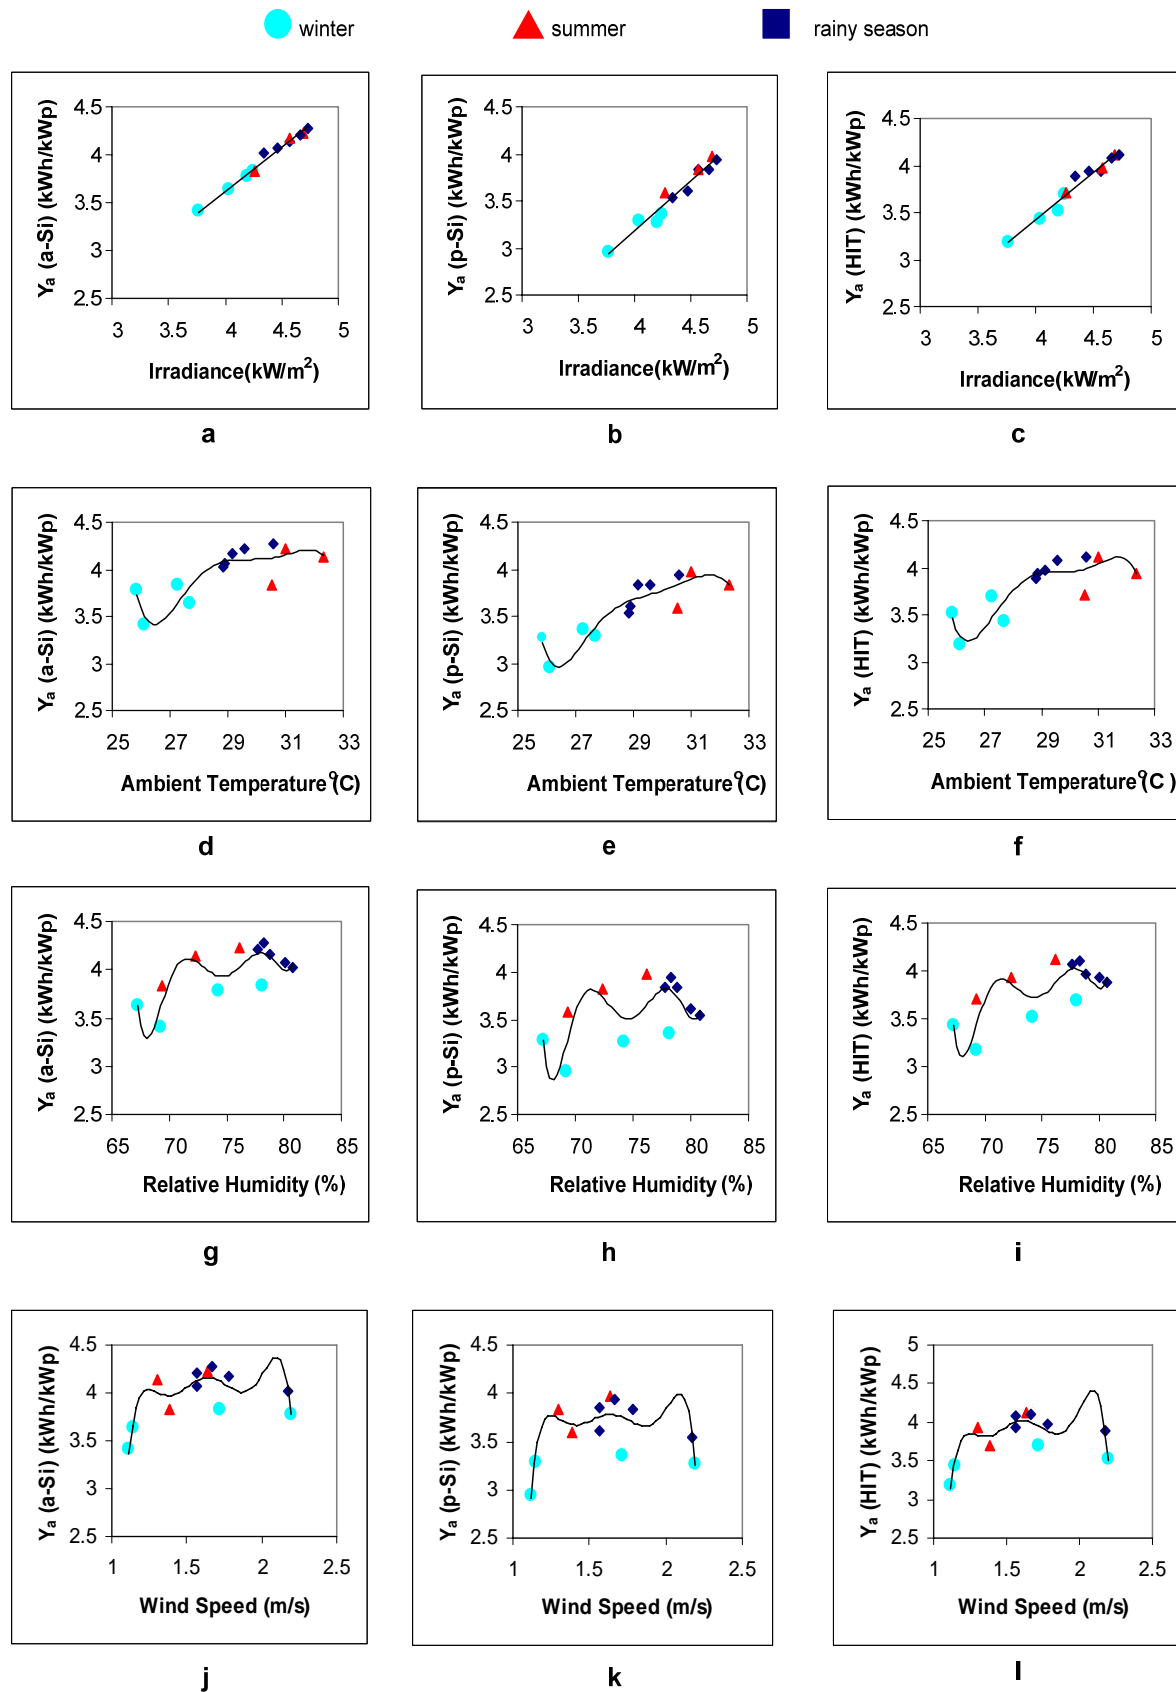 winter summer rainy season
4.5
4
3.5
3
2.5
3 3.5 4 4.5 5
Yₐ (a-Si) (kWh/kWp)
Irradiance(kW/m²)
a
4.5
4
3.5
3
2.5
3 3.5 4 4.5 5
Yₐ (p-Si) (kWh/kWp)
Irradiance(kW/m²)
b
4.5
4
3.5
3
2.5
3 3.5 4 4.5 5
Yₐ (HIT) (kWh/kWp)
Irradiance(kW/m²)
c
4.5
4
3.5
3
2.5
25 27 29 31 33
Yₐ (a-Si) (kWh/kWp)
Ambient Temperature º(C)
d
4.5
4
3.5
3
2.5
25 27 29 31 33
Yₐ (p-Si) (kWh/kWp)
Ambient Temperature º(C)
e
4.5
4
3.5
3
2.5
25 27 29 31 33
Yₐ (HIT) (kWh/kWp)
Ambient Temperature º(C )
f
4.5
4
3.5
3
2.5
65 70 75 80 85
Yₐ (a-Si) (kWh/kWp)
Relative Humidity (%)
g
4.5
4
3.5
3
2.5
65 70 75 80 85
Yₐ (p-Si) (kWh/kWp)
Relative Humidity (%)
h
4.5
4
3.5
3
2.5
65 70 75 80 85
Yₐ (HIT) (kWh/kWp)
Relative Humidity (%)
i
4.5
4
3.5
3
2.5
1 1.5 2 2.5
Yₐ (a-Si) (kWh/kWp)
Wind Speed (m/s)
j
4.5
4
3.5
3
2.5
1 1.5 2 2.5
Yₐ (p-Si) (kWh/kWp)
Wind Speed (m/s)
k
5
4.5
4
3.5
3
2.5
1 1.5 2 2.5
Yₐ (HIT) (kWh/kWp)
Wind Speed (m/s)
l